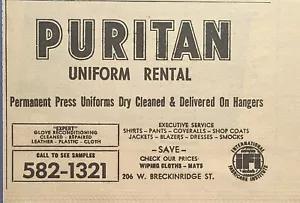 PURITAN
UNIFORM RENTAL
Permanent Press Uniforms Dry Cleaned & Delivered On Hangers
"EXPERT"
GLOVE RECONDITIONING
CLEANED - REPAIRED
LEATHER - PLASTIC - CLOTH
CALL TO SEE SAMPLES
582-1321
EXECUTIVE SERVICE
SHIRTS - PANTS - COVERALLS - SHOP COATS
JACKETS - BLAZERS - DRESSES - SMOCKS
-SAVE-
CHECK OUR PRICES
WIPING CLOTHS - MATS
206 W. BRECKINRIDGE ST.
INTERNATIONAL
INSTITUTE